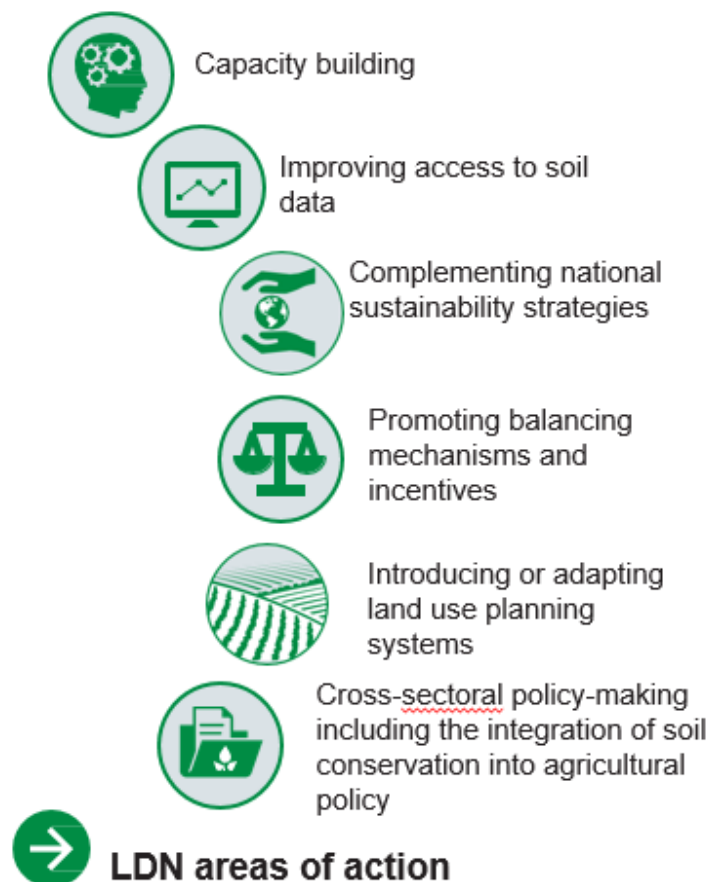 Capacity building
Improving access to soil
data
Complementing national
sustainability strategies
Promoting balancing
mechanisms and
incentives
Introducing or adapting
land use planning
systems
Cross-sectoral policy-making
including the integration of soil
conservation into agricultural
policy
LDN areas of action